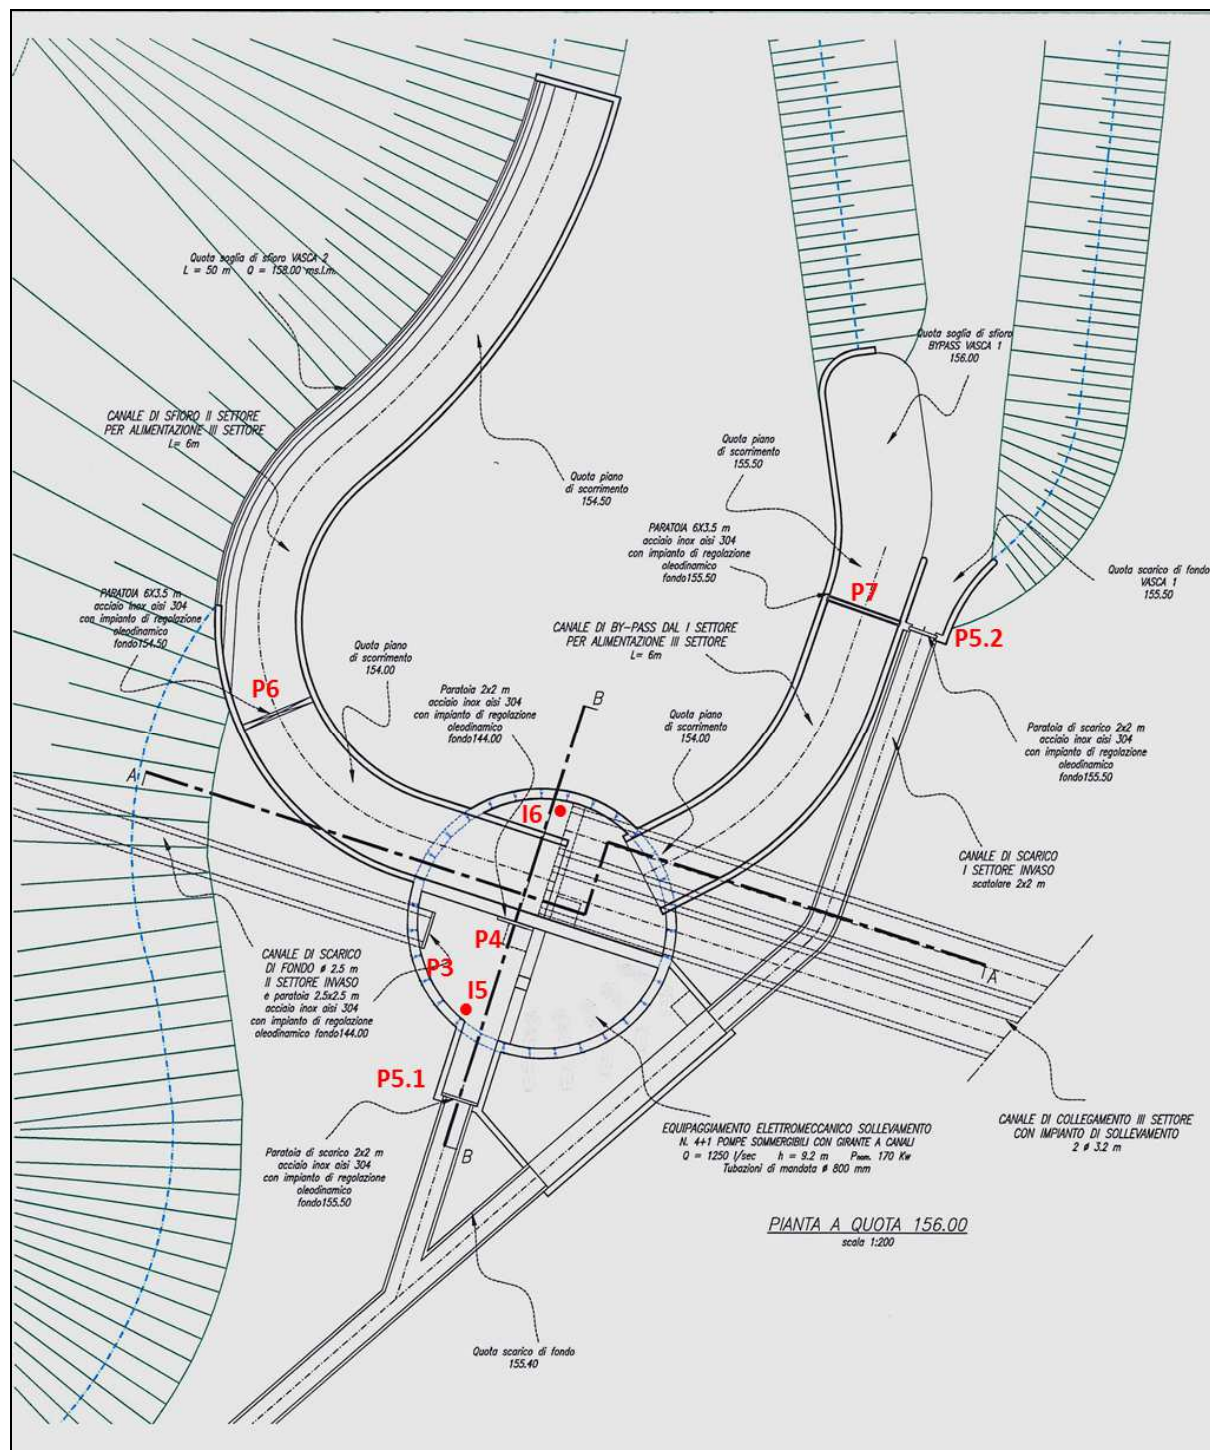 Quota soglia di sfioro VASCA 2
L = 50 m   Q = 158.00 ms.l.m.
CANALE DI SFIORO II SETTORE
PER ALIMENTAZIONE III SETTORE
L= 6m
Quota piano
di scorrimento
154.50
Quota soglia di sfioro
BYPASS VASCA 1
156.00
Quota piano
di scorrimento
155.50
PARATOIA 6X3.5 m
acciaio inox aisi 304
con impianto di regolazione
oleodinamico
fondo155.50
Quota scarico di fondo
VASCA 1
155.50
P7
P5.2
PARATOIA 6X3.5 m
acciaio inox aisi 304
con impianto di regolazione
oleodinamico
fondo154.50
P6
Quota piano
di scorrimento
154.00
CANALE DI BY-PASS DAL I SETTORE
PER ALIMENTAZIONE III SETTORE
L= 6m
Paratoia 2x2 m
acciaio inox aisi 304
con impianto di regolazione
oleodinamico
fondo144.00
B
Quota piano
di scorrimento
154.00
Paratoia di scarico 2x2 m
acciaio inox aisi 304
con impianto di regolazione
oleodinamico
fondo155.50
A
I6
CANALE DI SCARICO
I SETTORE INVASO
scatolare 2x2 m
P4
P3
I5
A
CANALE DI SCARICO
DI FONDO ø 2.5 m
II SETTORE INVASO
e paratoia 2.5x2.5 m
acciaio inox aisi 304
con impianto di regolazione
oleodinamico fondo144.00
P5.1
Paratoia di scarico 2x2 m
acciaio inox aisi 304
con impianto di regolazione
oleodinamico
fondo155.50
B
EQUIPAGGIAMENTO ELETTROMECCANICO SOLLEVAMENTO
N. 4+1 POMPE SOMMERGIBILI CON GIRANTE A CANALI
Q = 1250 l/sec   h = 9.2 m   Pnom. 170 Kw
Tubazioni di mandata ø 800 mm
CANALE DI COLLEGAMENTO III SETTORE
CON IMPIANTO DI SOLLEVAMENTO
2 ø 3.2 m
PIANTA A QUOTA 156.00
scala 1:200
Quota scarico di fondo
155.40